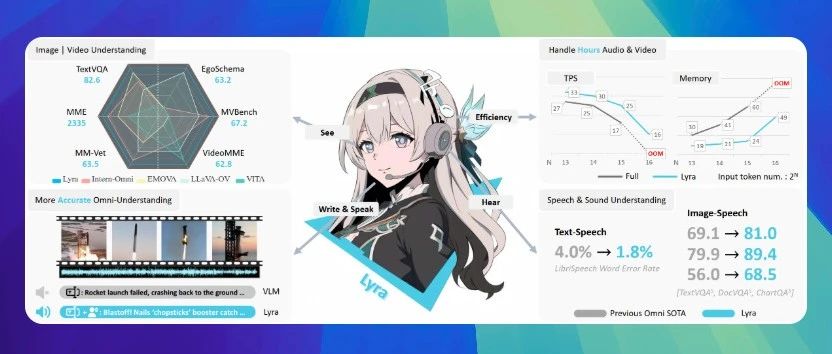 Image | Video Understanding
TextVQA
82.6
EgoSchema
63.2
MME
2335
MVBench
67.2
MM-Vet
63.5
VideoMME
62.8
Lyra Intern-Omni EMOVA LLaVA-OV VITA
More Accurate Omni-Understanding
: Rocket launch failed, crashing back to the ground ... VLM
+ : Blastoff! Nails 'chopsticks' booster catch ... Lyra
See
Efficiency
Write & Speak
Hear
Lyra
Handle Hours Audio & Video
TPS
27
33
25
30
17
25
OOM
16
N 13 14 15 16
Memory
OOM
30
41
60
19
21
24
49
N 13 14 15 16
Full Lyra Input token num. : 2ᴺ
Speech & Sound Understanding
Text-Speech
4.0% → 1.8%
LibriSpeech Word Error Rate
Image-Speech
69.1 → 81.0
79.9 → 89.4
56.0 → 68.5
[TextVQAˢ, DocVQAˢ, ChartQAˢ]
Previous Omni SOTA Lyra